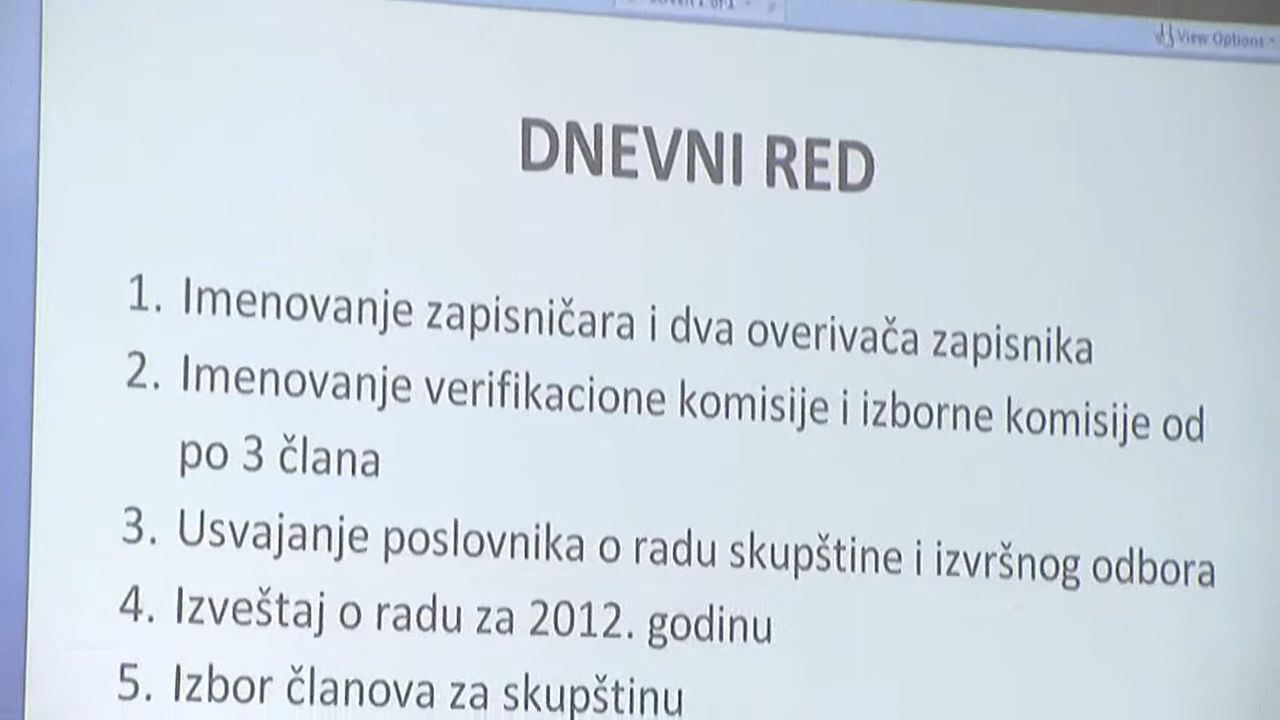 View Options
DNEVNI RED
1. Imenovanje zapisničara i dva overivača zapisnika
2. Imenovanje verifikacione komisije i izborne komisije od
po 3 člana
3. Usvajanje poslovnika o radu skupštine i izvršnog odbora
4. Izveštaj o radu za 2012. godinu
5. Izbor članova za skupštinu